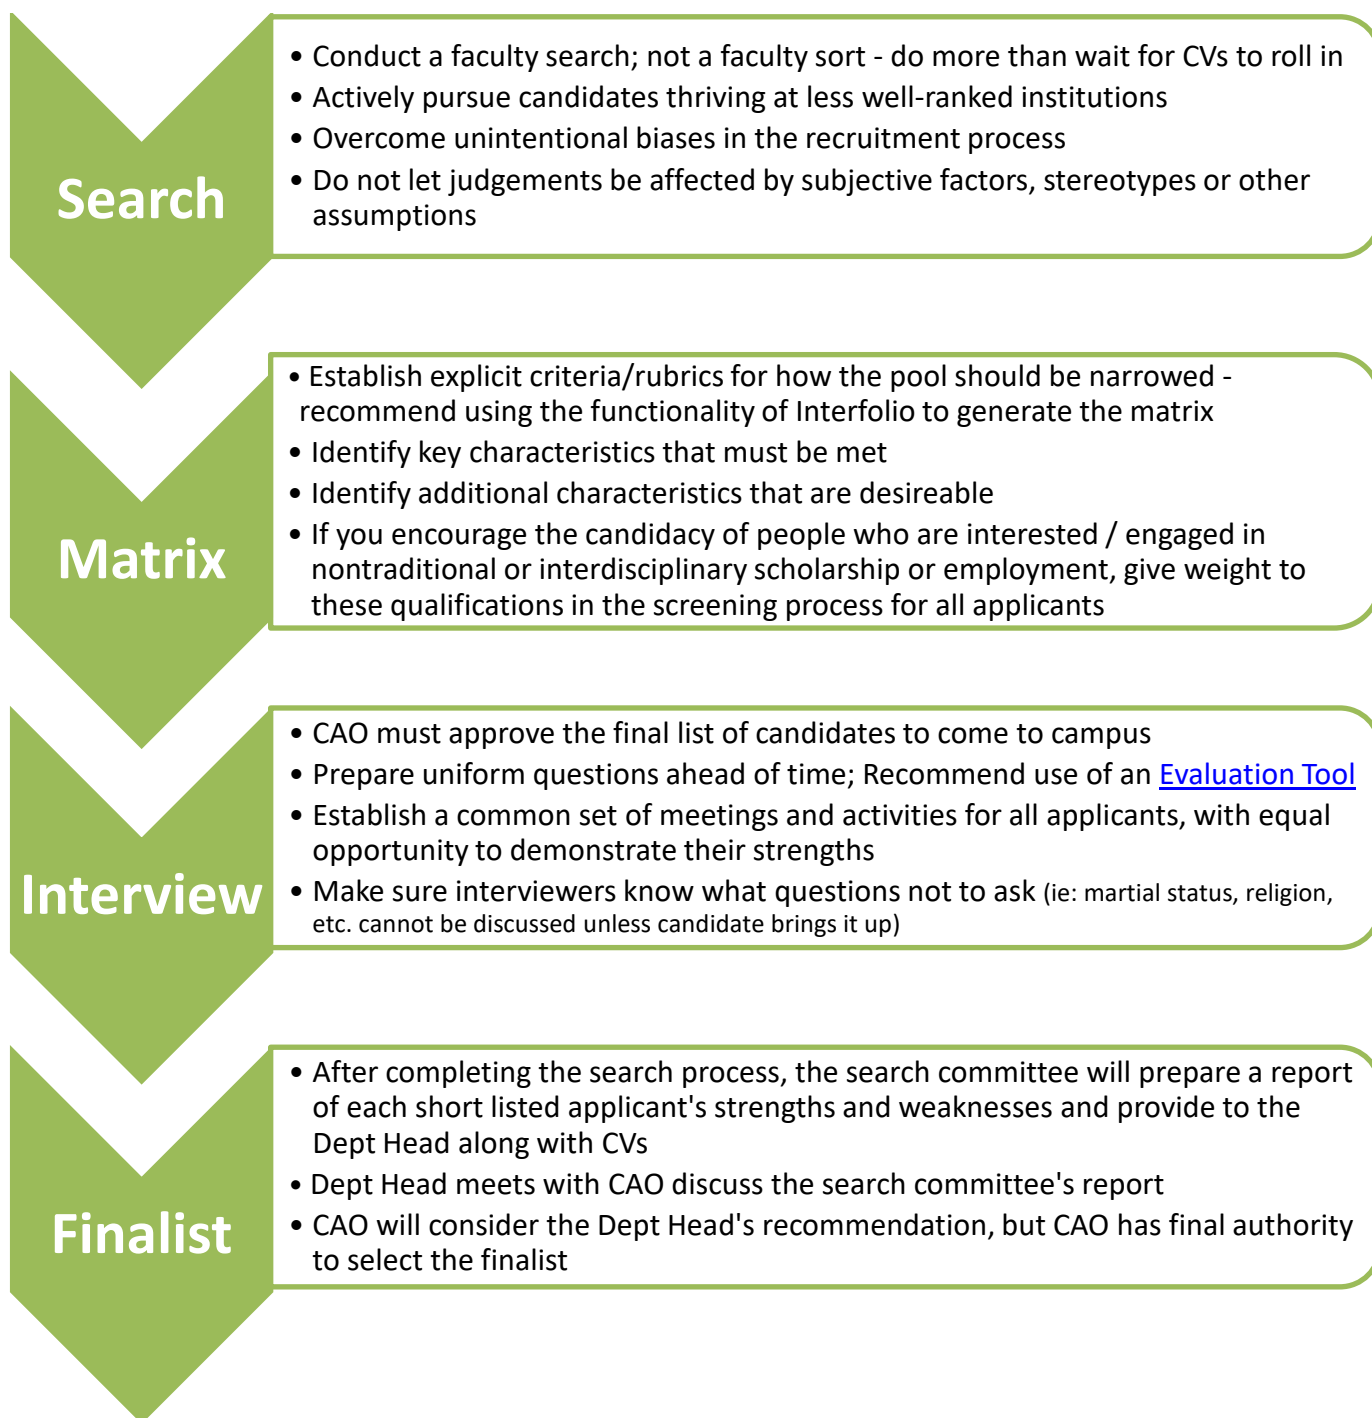 Search
• Conduct a faculty search; not a faculty sort - do more than wait for CVs to roll in
• Actively pursue candidates thriving at less well-ranked institutions
• Overcome unintentional biases in the recruitment process
• Do not let judgements be affected by subjective factors, stereotypes or other
assumptions
Matrix
• Establish explicit criteria/rubrics for how the pool should be narrowed -
recommend using the functionality of Interfolio to generate the matrix
• Identify key characteristics that must be met
• Identify additional characteristics that are desireable
• If you encourage the candidacy of people who are interested / engaged in
nontraditional or interdisciplinary scholarship or employment, give weight to
these qualifications in the screening process for all applicants
Interview
• CAO must approve the final list of candidates to come to campus
• Prepare uniform questions ahead of time; Recommend use of an Evaluation Tool
• Establish a common set of meetings and activities for all applicants, with equal
opportunity to demonstrate their strengths
• Make sure interviewers know what questions not to ask (ie: martial status, religion,
etc. cannot be discussed unless candidate brings it up)
Finalist
• After completing the search process, the search committee will prepare a report
of each short listed applicant's strengths and weaknesses and provide to the
Dept Head along with CVs
• Dept Head meets with CAO discuss the search committee's report
• CAO will consider the Dept Head's recommendation, but CAO has final authority
to select the finalist